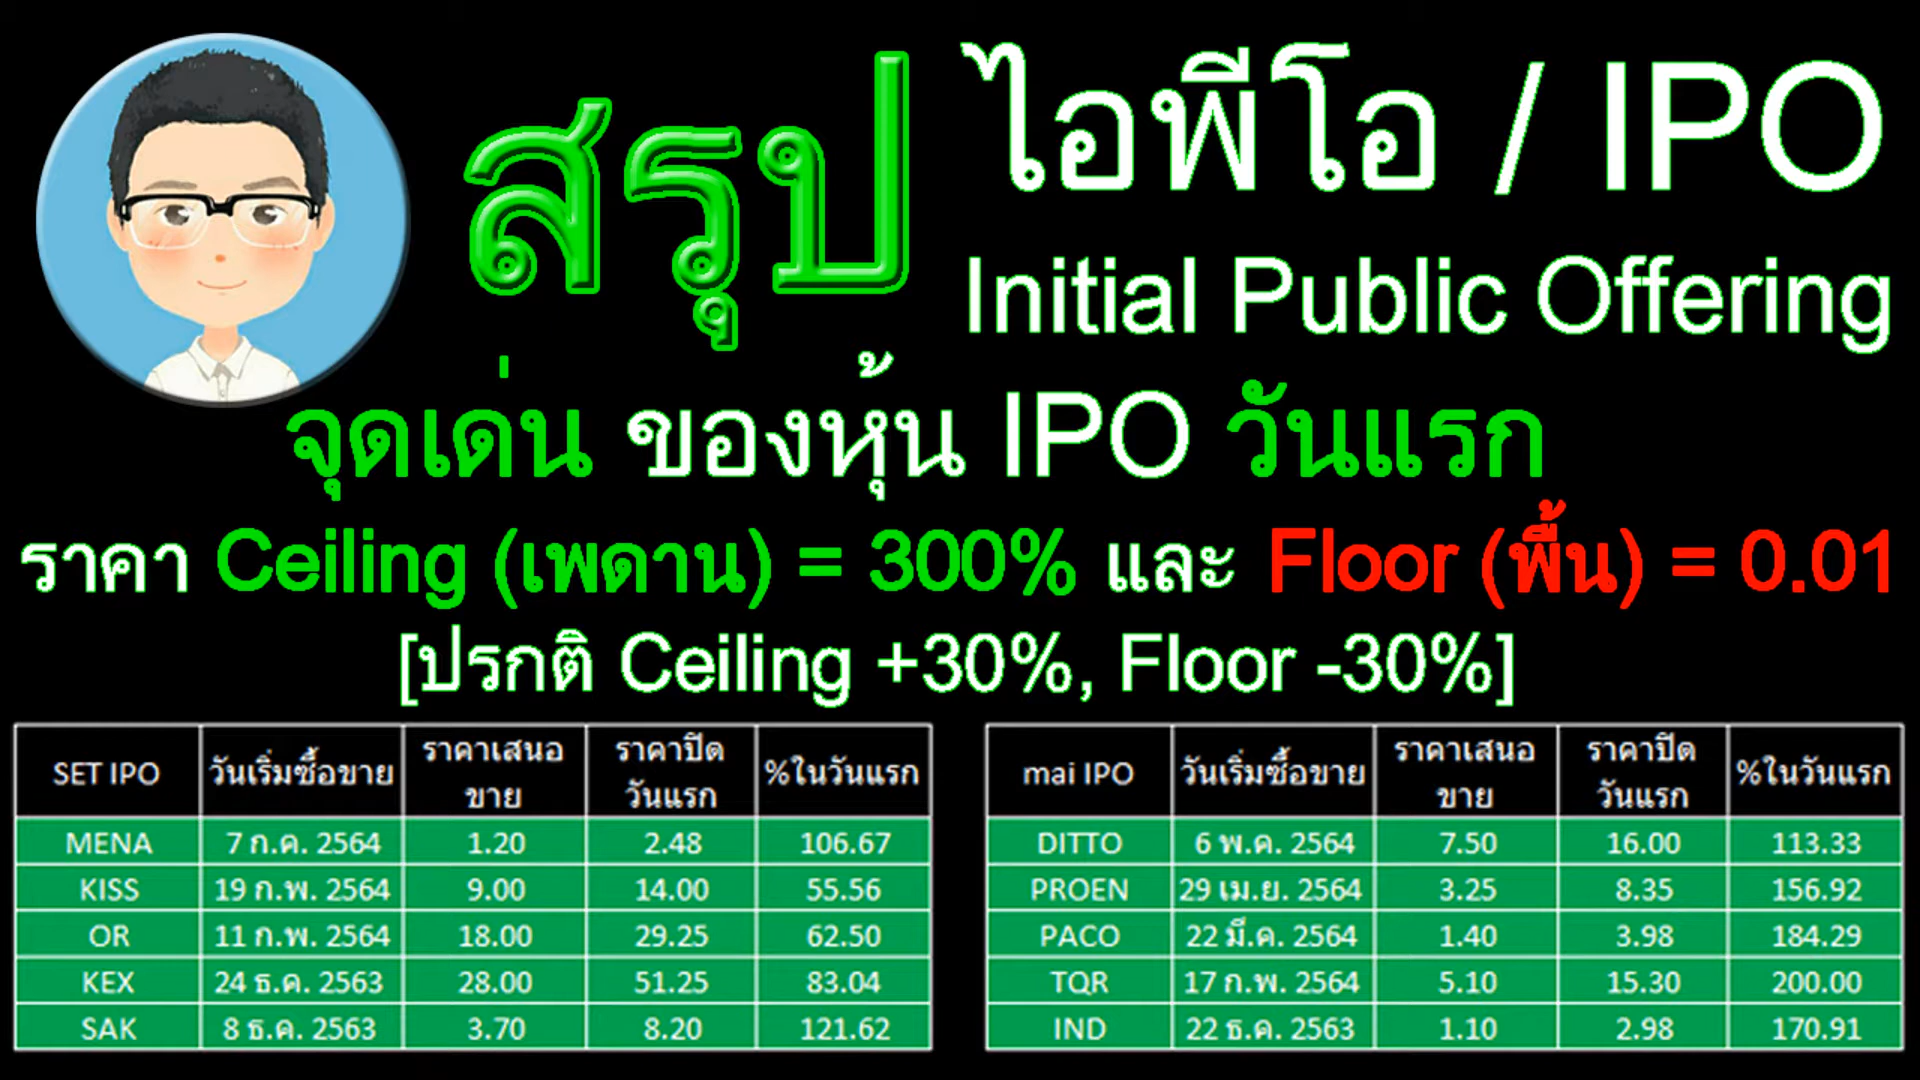 สรุป ไอพีโอ / IPO
Initial Public Offering
จุดเด่น ของหุ้น IPO วันแรก
ราคา Ceiling (เพดาน) = 300% และ Floor (พื้น) = 0.01
[ปรกติ Ceiling +30%, Floor -30%]
SET IPO วันเริ่มซื้อขาย ราคาเสนอขาย ราคาปิดวันแรก %ในวันแรก
MENA 7 ก.ค. 2564 1.20 2.48 106.67
KISS 19 ก.พ. 2564 9.00 14.00 55.56
OR 11 ก.พ. 2564 18.00 29.25 62.50
KEX 24 ธ.ค. 2563 28.00 51.25 83.04
SAK 8 ธ.ค. 2563 3.70 8.20 121.62
mai IPO วันเริ่มซื้อขาย ราคาเสนอขาย ราคาปิดวันแรก %ในวันแรก
DITTO 6 พ.ค. 2564 7.50 16.00 113.33
PROEN 29 เม.ย. 2564 3.25 8.35 156.92
PACO 22 มี.ค. 2564 1.40 3.98 184.29
TQR 17 ก.พ. 2564 5.10 15.30 200.00
IND 22 ธ.ค. 2563 1.10 2.98 170.91